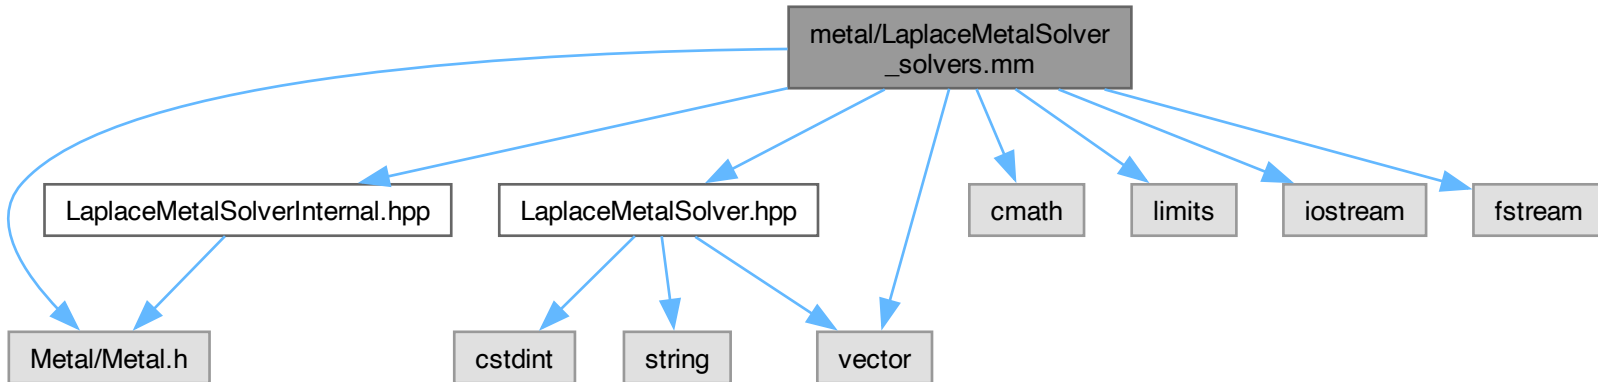 metal/LaplaceMetalSolver
_solvers.mm
LaplaceMetalSolverInternal.hpp
LaplaceMetalSolver.hpp
cmath
limits
iostream
fstream
Metal/Metal.h
cstdint
string
vector